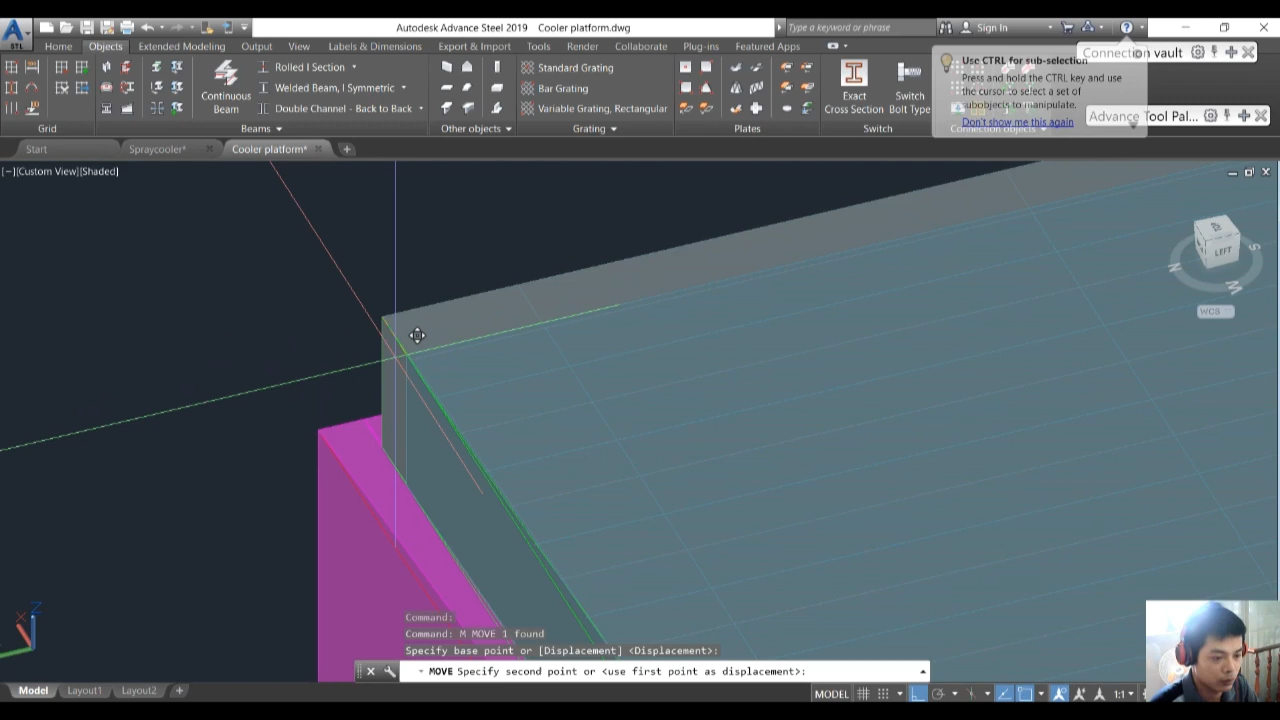 Autodesk Advance Steel 2019 Cooler platform.dwg
Type a keyword or phrase
Sign In
STL
Home Objects Extended Modeling Output View Labels & Dimensions Export & Import Tools Render Collaborate Plug-ins Featured Apps
Connection vault
Use CTRL for sub-selection
Press and hold the CTRL key and use
the cursor to select a set of
subobjects to manipulate.
Don't show me this again
Advance Tool Pal...
Continuous
Beam
Rolled I Section
Welded Beam, I Symmetric
Double Channel - Back to Back
Standard Grating
Bar Grating
Variable Grating, Rectangular
Exact
Cross Section
Switch
Bolt Type
Grid Beams Other objects Grating Plates Switch Connection objects
Start Spraycooler* Cooler platform*
[−][Custom View][Shaded]
LEFT
N S W
WCS
X Z
Command:
Command: M MOVE 1 found
Specify base point or [Displacement] <Displacement>:
MOVE Specify second point or <use first point as displacement>:
Model Layout1 Layout2
MODEL 1:1